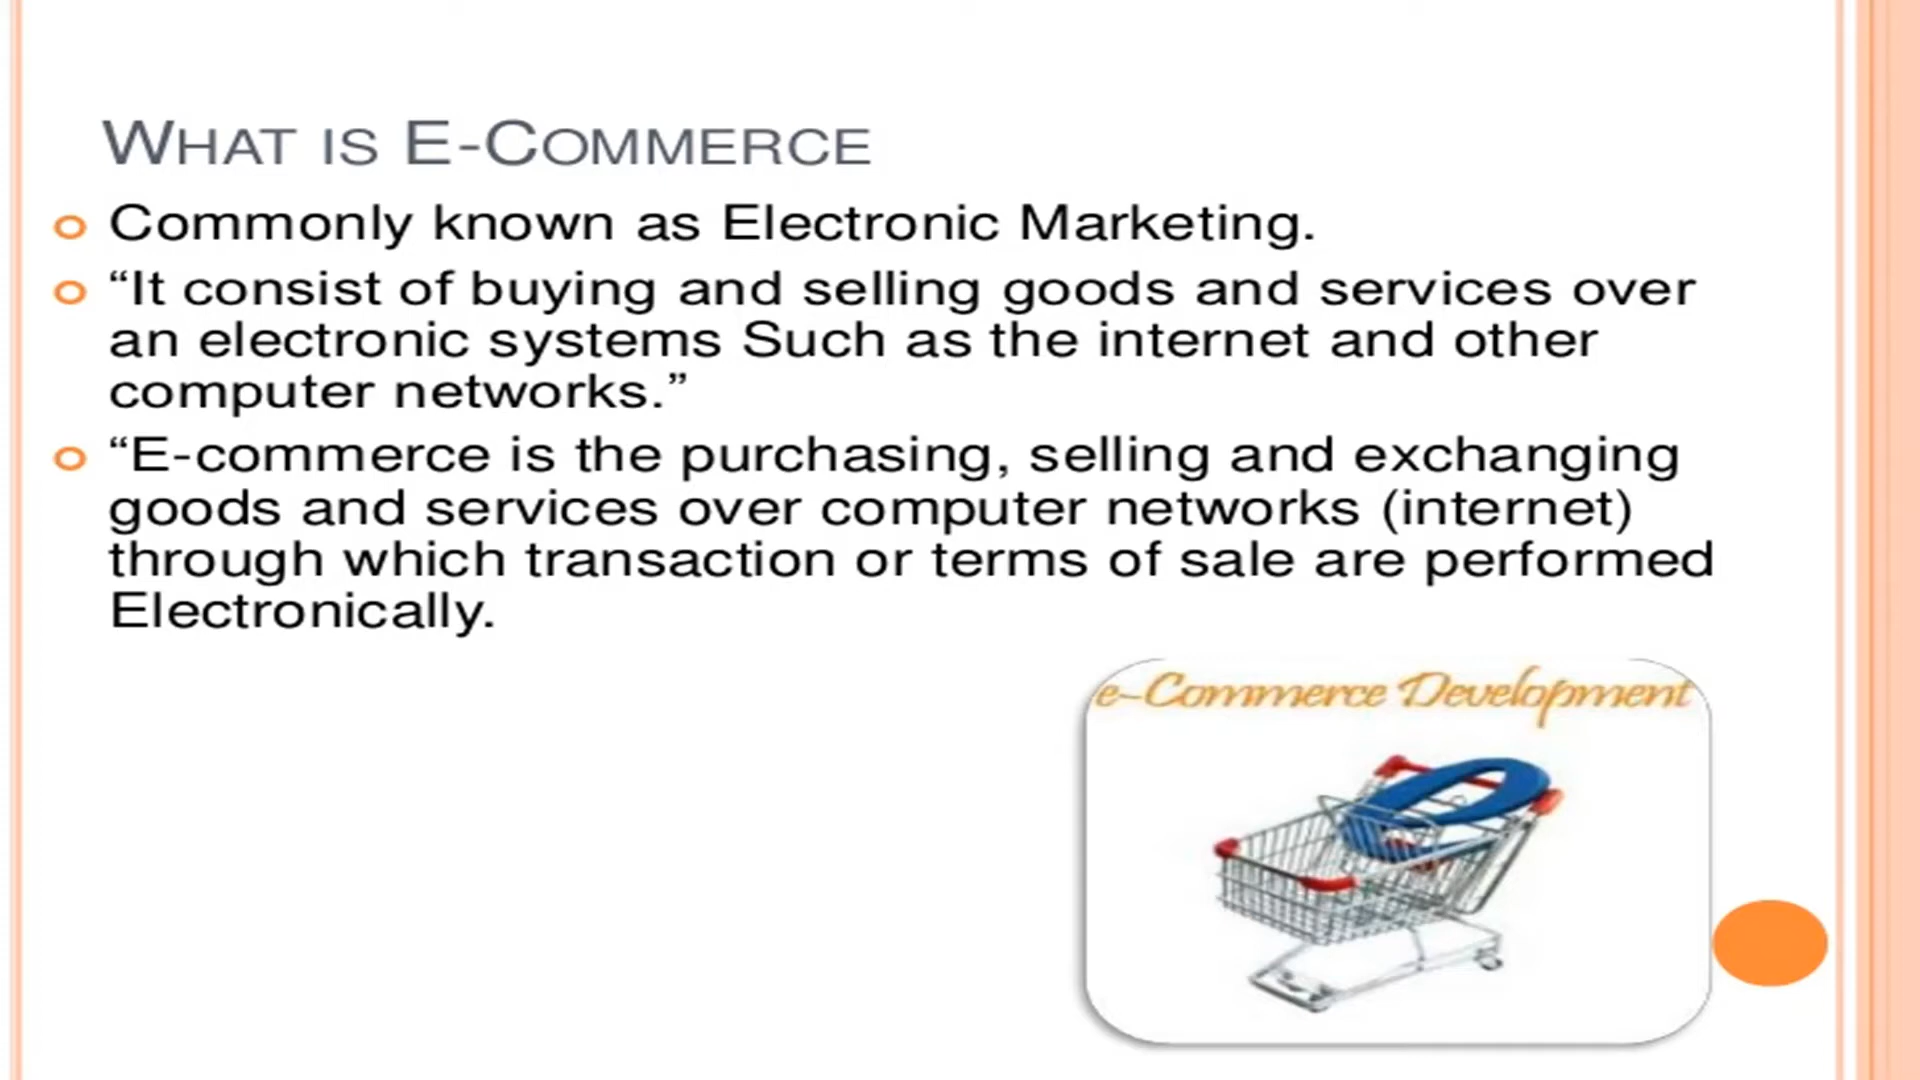 WHAT IS E-COMMERCE
Commonly known as Electronic Marketing.
“It consist of buying and selling goods and services over
an electronic systems Such as the internet and other
computer networks.”
“E-commerce is the purchasing, selling and exchanging
goods and services over computer networks (internet)
through which transaction or terms of sale are performed
Electronically.
e-Commerce Development